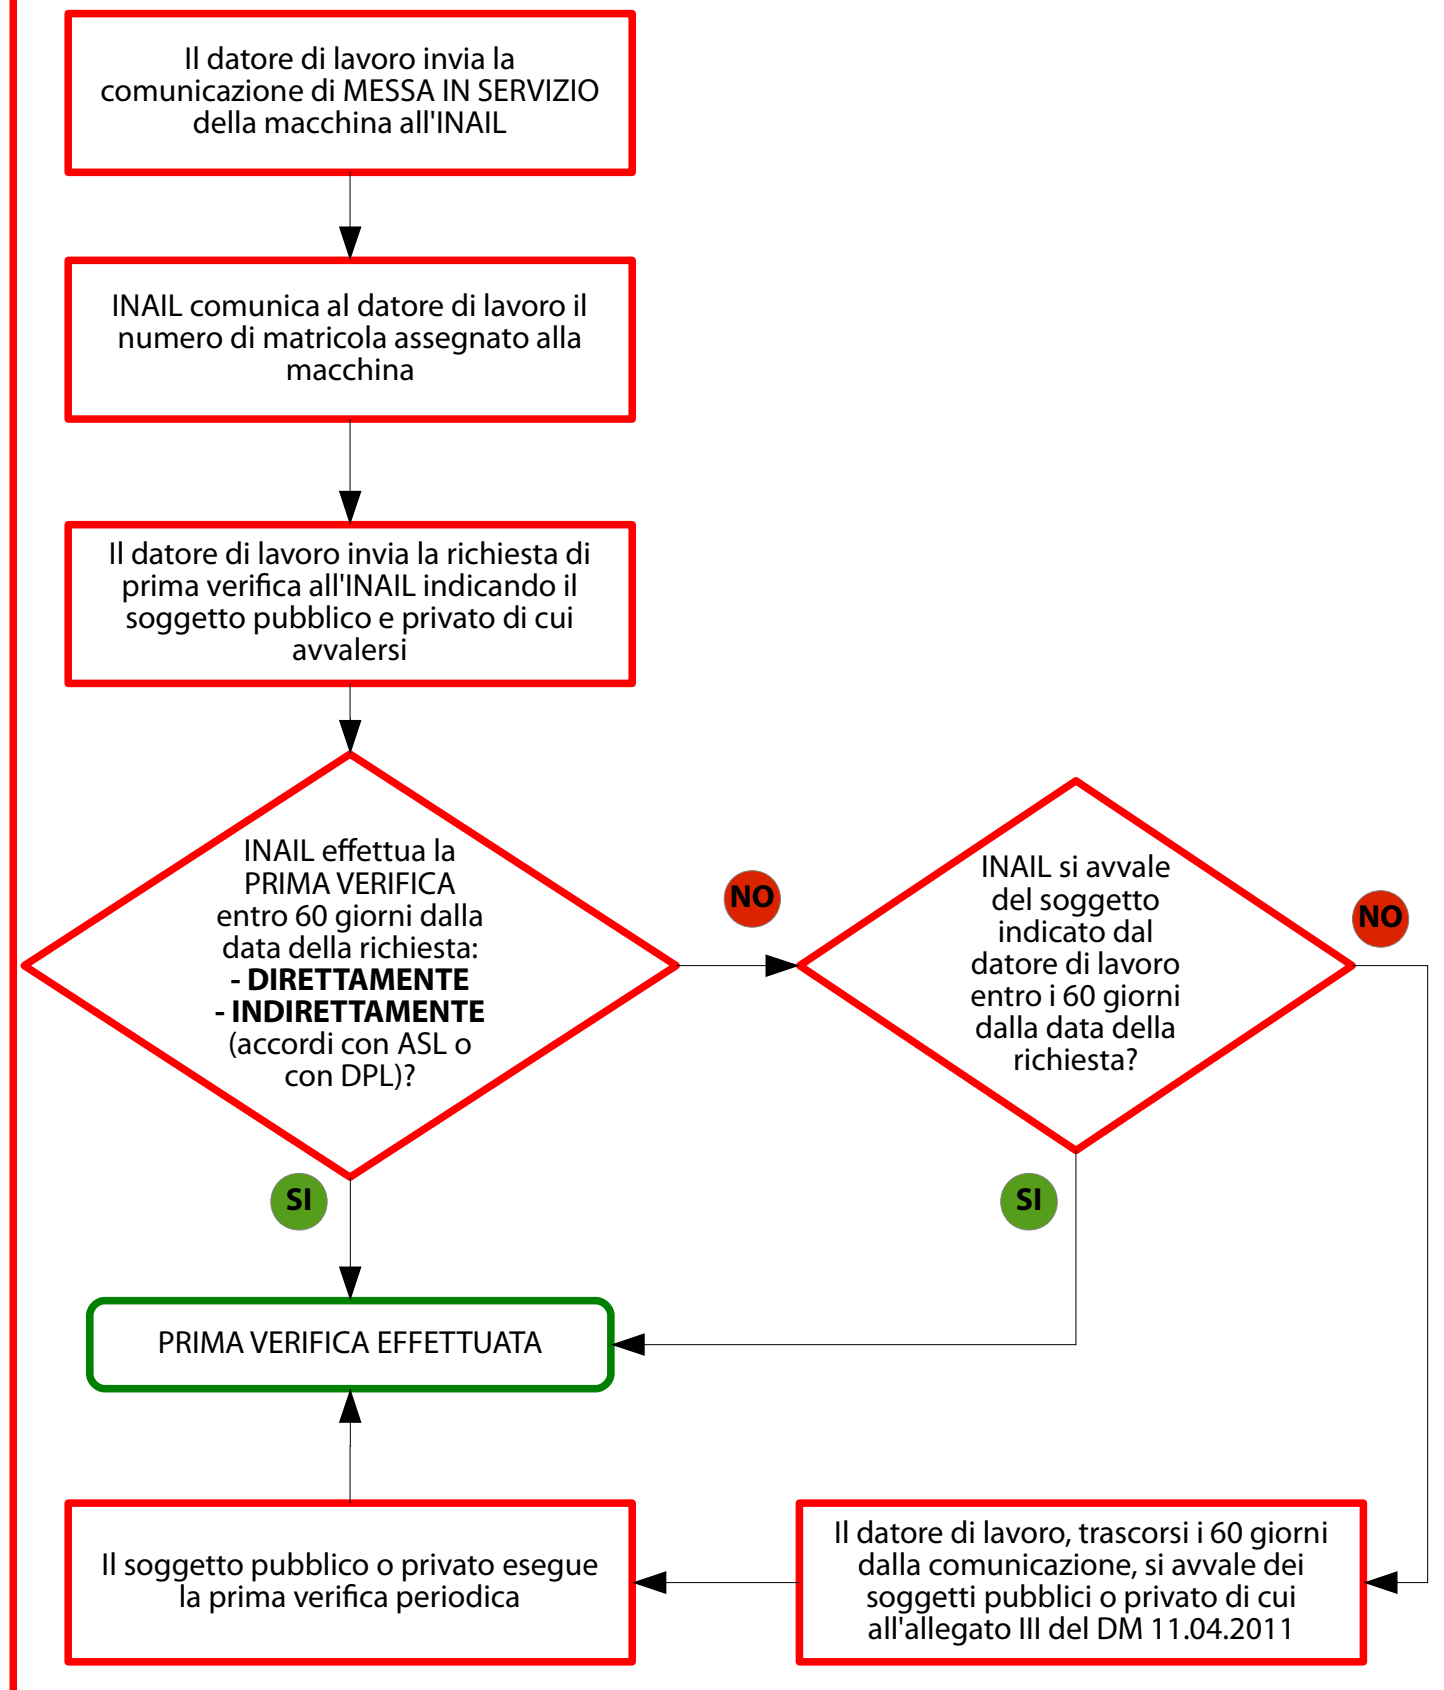 Il datore di lavoro invia la
comunicazione di MESSA IN SERVIZIO
della macchina all'INAIL
INAIL comunica al datore di lavoro il
numero di matricola assegnato alla
macchina
Il datore di lavoro invia la richiesta di
prima verifica all'INAIL indicando il
soggetto pubblico e privato di cui
avvalersi
INAIL effettua la
PRIMA VERIFICA
entro 60 giorni dalla
data della richiesta:
- DIRETTAMENTE
- INDIRETTAMENTE
(accordi con ASL o
con DPL)?
NO
INAIL si avvale
del soggetto
indicato dal
datore di lavoro
entro i 60 giorni
dalla data della
richiesta?
NO
SI
SI
PRIMA VERIFICA EFFETTUATA
Il soggetto pubblico o privato esegue
la prima verifica periodica
Il datore di lavoro, trascorsi i 60 giorni
dalla comunicazione, si avvale dei
soggetti pubblici o privato di cui
all'allegato III del DM 11.04.2011